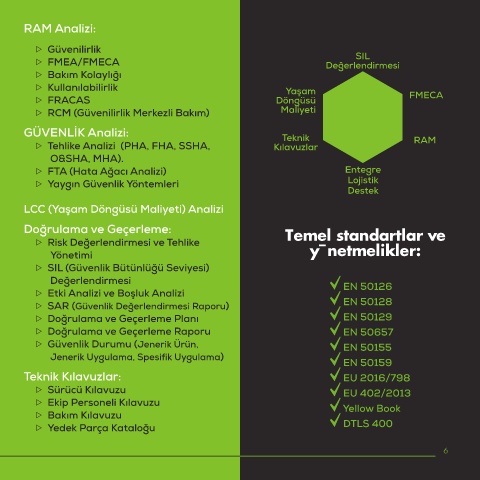 RAM Analizi:
▷ Güvenilirlik
▷ FMEA/FMECA
▷ Bakım Kolaylığı
▷ Kullanılabilirlik
▷ FRACAS
▷ RCM (Güvenilirlik Merkezli Bakım)
GÜVENLİK Analizi:
▷ Tehlike Analizi (PHA, FHA, SSHA,
O&SHA, MHA).
▷ FTA (Hata Ağacı Analizi)
▷ Yaygın Güvenlik Yöntemleri
LCC (Yaşam Döngüsü Maliyeti) Analizi
Doğrulama ve Geçerleme:
▷ Risk Değerlendirmesi ve Tehlike
Yönetimi
▷ SIL (Güvenlik Bütünlüğü Seviyesi)
Değerlendirmesi
▷ Etki Analizi ve Boşluk Analizi
▷ SAR (Güvenlik Değerlendirmesi Raporu)
▷ Doğrulama ve Geçerleme Planı
▷ Doğrulama ve Geçerleme Raporu
▷ Güvenlik Durumu (Jenerik Ürün,
Jenerik Uygulama, Spesifik Uygulama)
Teknik Kılavuzlar:
▷ Sürücü Kılavuzu
▷ Ekip Personeli Kılavuzu
▷ Bakım Kılavuzu
▷ Yedek Parça Kataloğu
SIL
Değerlendirmesi
FMECA
RAM
Entegre
Lojistik
Destek
Teknik
Kılavuzlar
Yaşam
Döngüsü
Maliyeti
Temel standartlar ve
y¯netmelikler:
✓ EN 50126
✓ EN 50128
✓ EN 50129
✓ EN 50657
✓ EN 50155
✓ EN 50159
✓ EU 2016/798
✓ EU 402/2013
✓ Yellow Book
✓ DTLS 400
6